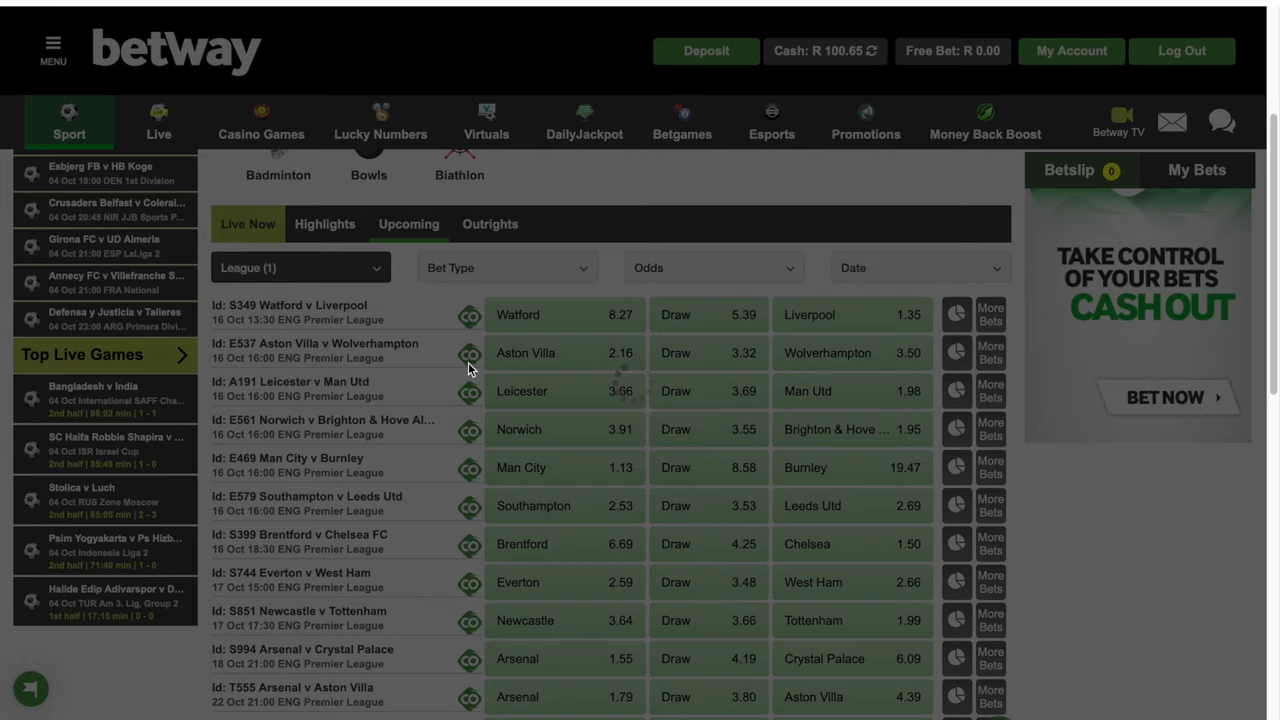 MENU
betway
Deposit
Cash: R 100.65
Free Bet: R 0.00
My Account
Log Out
Sport
Live
Casino Games
Lucky Numbers
Virtuals
DailyJackpot
Betgames
Esports
Promotions
Money Back Boost
Betway TV
Esbjerg FB v HB Koge
04 Oct 19:00 DEN 1st Division
Crusaders Belfast v Colerai...
04 Oct 20:45 NIR JJB Sports P...
Girona FC v UD Almeria
04 Oct 21:00 ESP LaLiga 2
Annecy FC v Villefranche S...
04 Oct 21:00 FRA National
Defensa y Justicia v Talleres
04 Oct 23:00 ARG Primera Divi...
Top Live Games
Bangladesh v India
04 Oct International SAFF Cha...
2nd half | 88:02 min | 1 - 1
SC Haifa Robbie Shapira v ...
04 Oct ISR Israel Cup
2nd half | 85:49 min | 1 - 0
Stolica v Luch
04 Oct RUS Zone Moscow
2nd half | 85:05 min | 2 - 3
Psim Yogyakarta v Ps Hizb...
04 Oct Indonesia Liga 2
2nd half | 71:40 min | 1 - 0
Halide Edip Adivarspor v D...
04 Oct TUR Am 3. Lig, Group 2
1st half | 17:15 min | 0 - 0
Badminton
Bowls
Biathlon
Live Now
Highlights
Upcoming
Outrights
League (1)
Bet Type
Odds
Date
Id: S349 Watford v Liverpool
16 Oct 13:30 ENG Premier League
Watford 8.27 Draw 5.39 Liverpool 1.35 More Bets
Id: E537 Aston Villa v Wolverhampton
16 Oct 16:00 ENG Premier League
Aston Villa 2.16 Draw 3.32 Wolverhampton 3.50 More Bets
Id: A191 Leicester v Man Utd
16 Oct 16:00 ENG Premier League
Leicester 3.66 Draw 3.69 Man Utd 1.98 More Bets
Id: E561 Norwich v Brighton & Hove Al...
16 Oct 16:00 ENG Premier League
Norwich 3.91 Draw 3.55 Brighton & Hove ... 1.95 More Bets
Id: E469 Man City v Burnley
16 Oct 16:00 ENG Premier League
Man City 1.13 Draw 8.58 Burnley 19.47 More Bets
Id: E579 Southampton v Leeds Utd
16 Oct 16:00 ENG Premier League
Southampton 2.53 Draw 3.53 Leeds Utd 2.69 More Bets
Id: S399 Brentford v Chelsea FC
16 Oct 18:30 ENG Premier League
Brentford 6.69 Draw 4.25 Chelsea 1.50 More Bets
Id: S744 Everton v West Ham
17 Oct 15:00 ENG Premier League
Everton 2.59 Draw 3.48 West Ham 2.66 More Bets
Id: S851 Newcastle v Tottenham
17 Oct 17:30 ENG Premier League
Newcastle 3.64 Draw 3.66 Tottenham 1.99 More Bets
Id: S994 Arsenal v Crystal Palace
18 Oct 21:00 ENG Premier League
Arsenal 1.55 Draw 4.19 Crystal Palace 6.09 More Bets
Id: T555 Arsenal v Aston Villa
22 Oct 21:00 ENG Premier League
Arsenal 1.79 Draw 3.80 Aston Villa 4.39 More Bets
Betslip 0
My Bets
TAKE CONTROL
OF YOUR BETS
CASH OUT
BET NOW